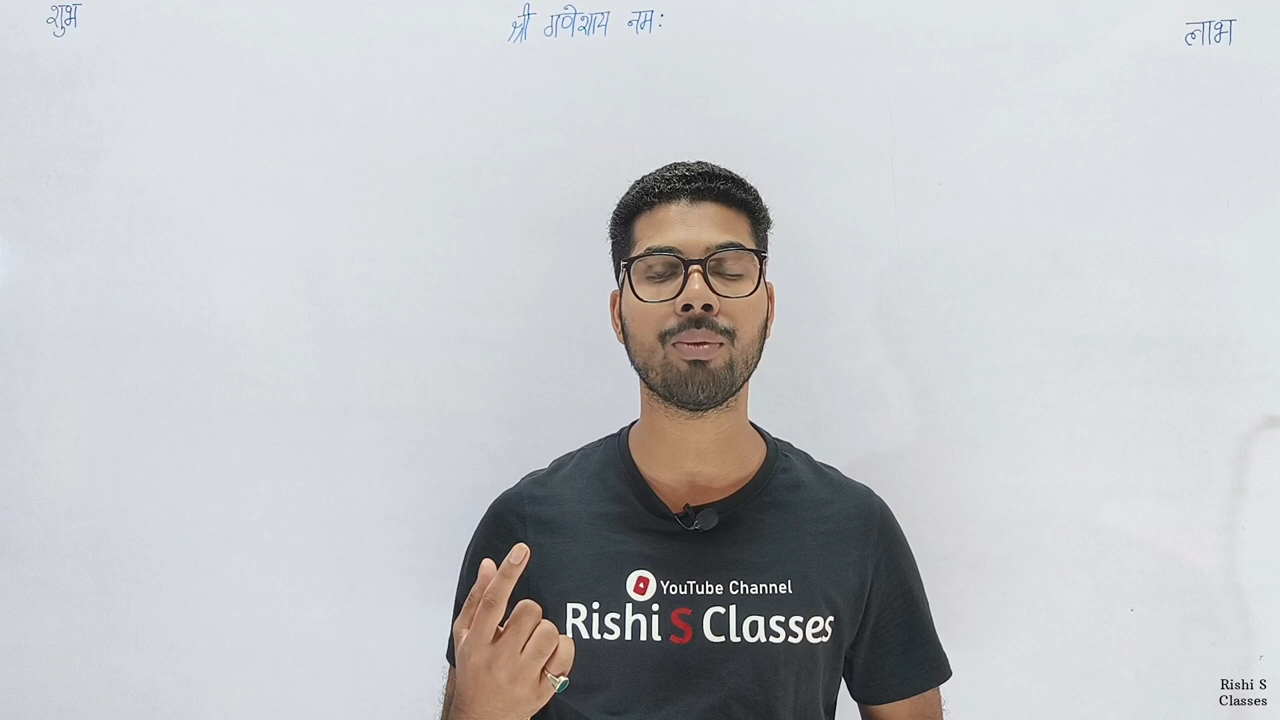 शुभ
श्री गणेशाय नमः
लाभ
YouTube Channel
Rishi S Classes
Rishi S
Classes